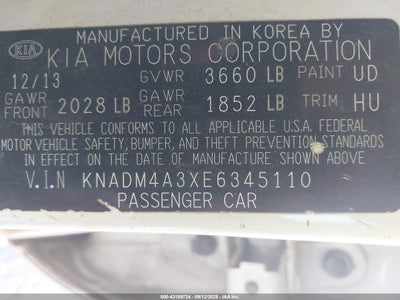 MANUFACTURED IN KOREA BY
KIA KIA MOTORS CORPORATION
12/13 GVWR 3660 LB PAINT UD
GAWR FRONT 2028 LB GAWR REAR 1852 LB TRIM HU
THIS VEHICLE CONFORMS TO ALL APPLICABLE U.S.A. FEDERAL
MOTOR VEHICLE SAFETY, BUMPER, AND THEFT PREVENTION STANDARDS
IN EFFECT ON THE DATE OF MANUFACTURE SHOWN ABOVE
V.I.N KNADM4A3XE6345110
PASSENGER CAR